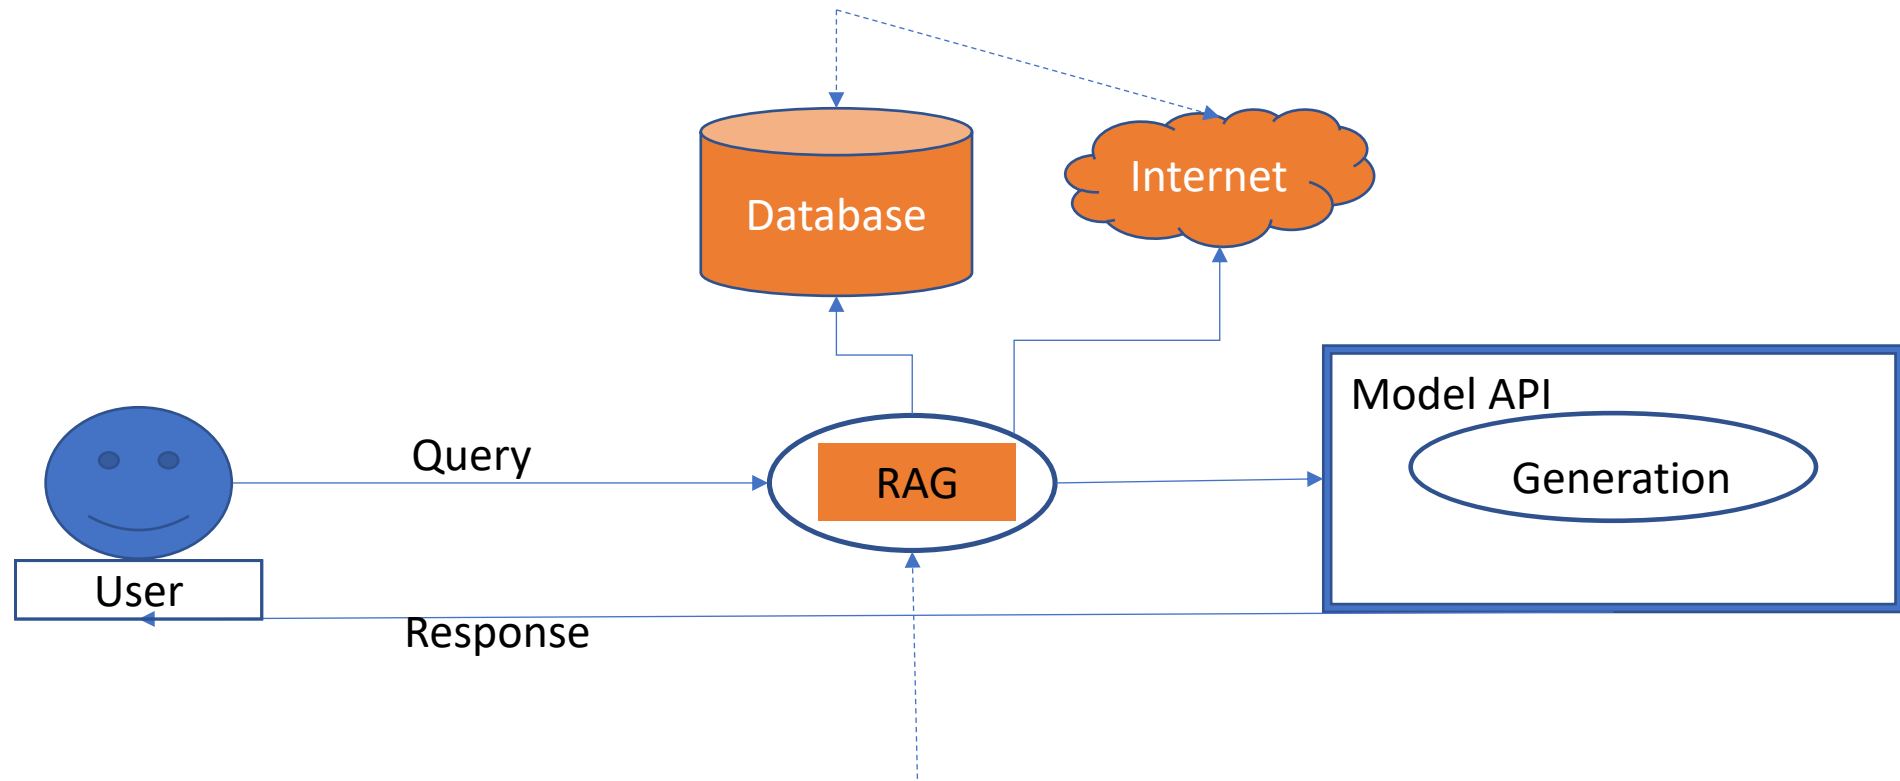 Internet
Database
Model API
Query
RAG
Generation
User
Response